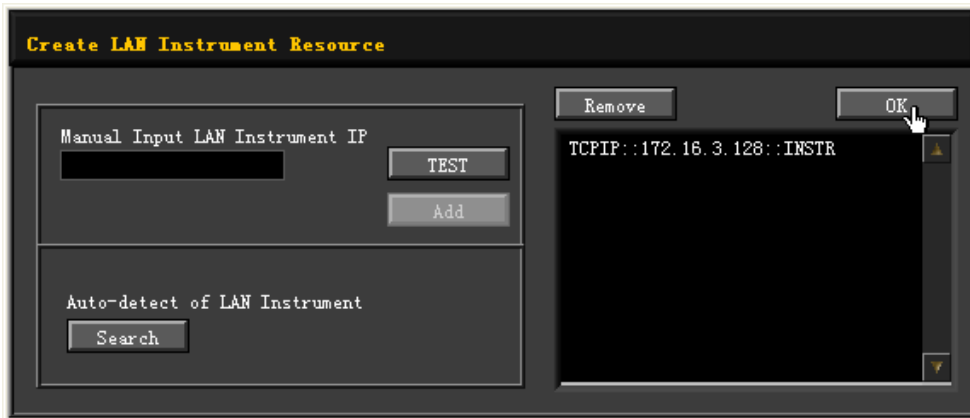 Create LAN Instrument Resource
Manual Input LAN Instrument IP
TEST
Add
Auto-detect of LAN Instrument
Search
Remove
OK
TCPIP::172.16.3.128::INSTR